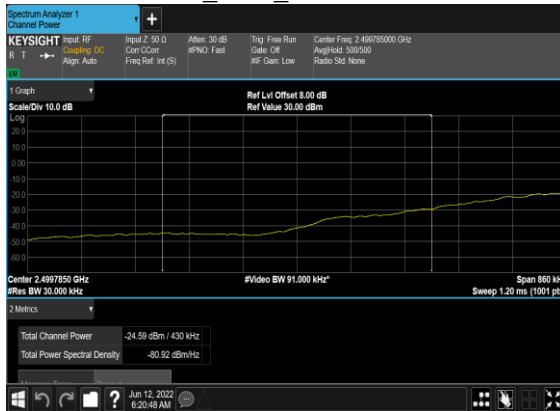 Spectrum Analyzer 1
Channel Power
KEYSIGHT
R T
LXI
Input: RF
Coupling: DC
Align: Auto
Input Z: 50 Ω
Corr CCorr
Freq Ref: Int (S)
Atten: 30 dB
#PNO: Fast
Trig: Free Run
Gate: Off
#IF Gain: Low
Center Freq: 2.499785000 GHz
Avg|Hold: 500/500
Radio Std: None
1 Graph
Scale/Div 10.0 dB
Ref Lvl Offset 8.00 dB
Ref Value 30.00 dBm
Log
20.0
10.0
0.00
-10.0
-20.0
-30.0
-40.0
-50.0
-60.0
Center 2.4997850 GHz
#Video BW 91.000 kHz*
Span 860 kH
#Res BW 30.000 kHz
Sweep 1.20 ms (1001 pt
2 Metrics
Total Channel Power -24.59 dBm / 430 kHz
Total Power Spectral Density -80.92 dBm/Hz
Jun 12, 2022
6:20:48 AM